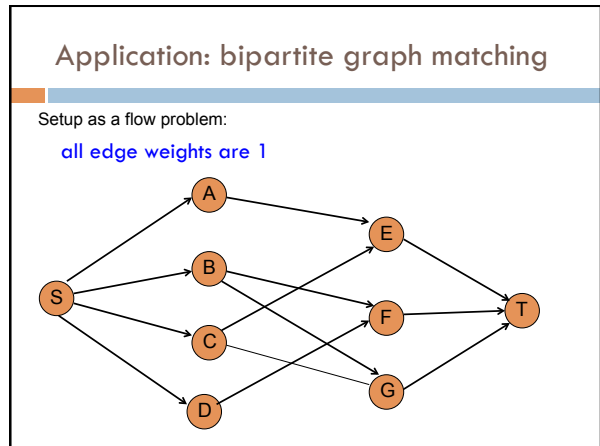 Application: bipartite graph matching
Setup as a flow problem:
all edge weights are 1
A
E
B
S
F
T
C
G
D